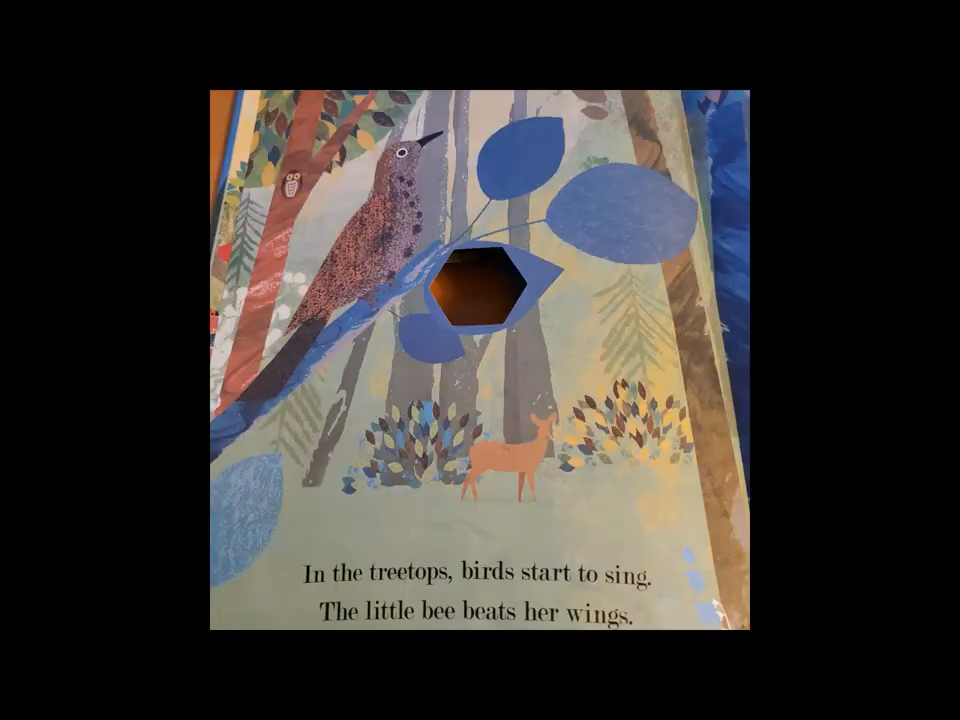 In the treetops, birds start to sing.
The little bee beats her wings.